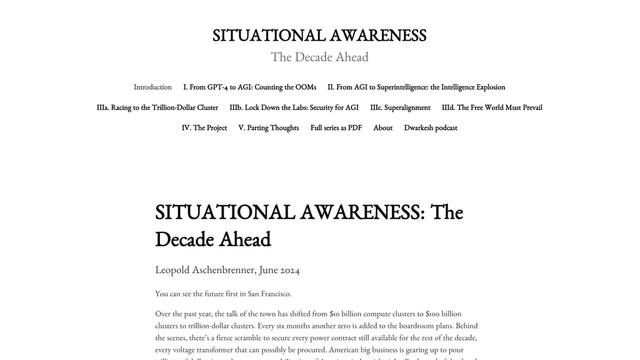 SITUATIONAL AWARENESS
The Decade Ahead
Introduction I. From GPT-4 to AGI: Counting the OOMs II. From AGI to Superintelligence: the Intelligence Explosion
IIIa. Racing to the Trillion-Dollar Cluster IIIb. Lock Down the Labs: Security for AGI IIIc. Superalignment IIId. The Free World Must Prevail
IV. The Project V. Parting Thoughts Full series as PDF About Dwarkesh podcast
SITUATIONAL AWARENESS: The
Decade Ahead
Leopold Aschenbrenner, June 2024
You can see the future first in San Francisco.
Over the past year, the talk of the town has shifted from $10 billion compute clusters to $100 billion
clusters to trillion-dollar clusters. Every six months another zero is added to the boardroom plans. Behind
the scenes, there's a fierce scramble to secure every power contract still available for the rest of the decade,
every voltage transformer that can possibly be procured. American big business is gearing up to pour